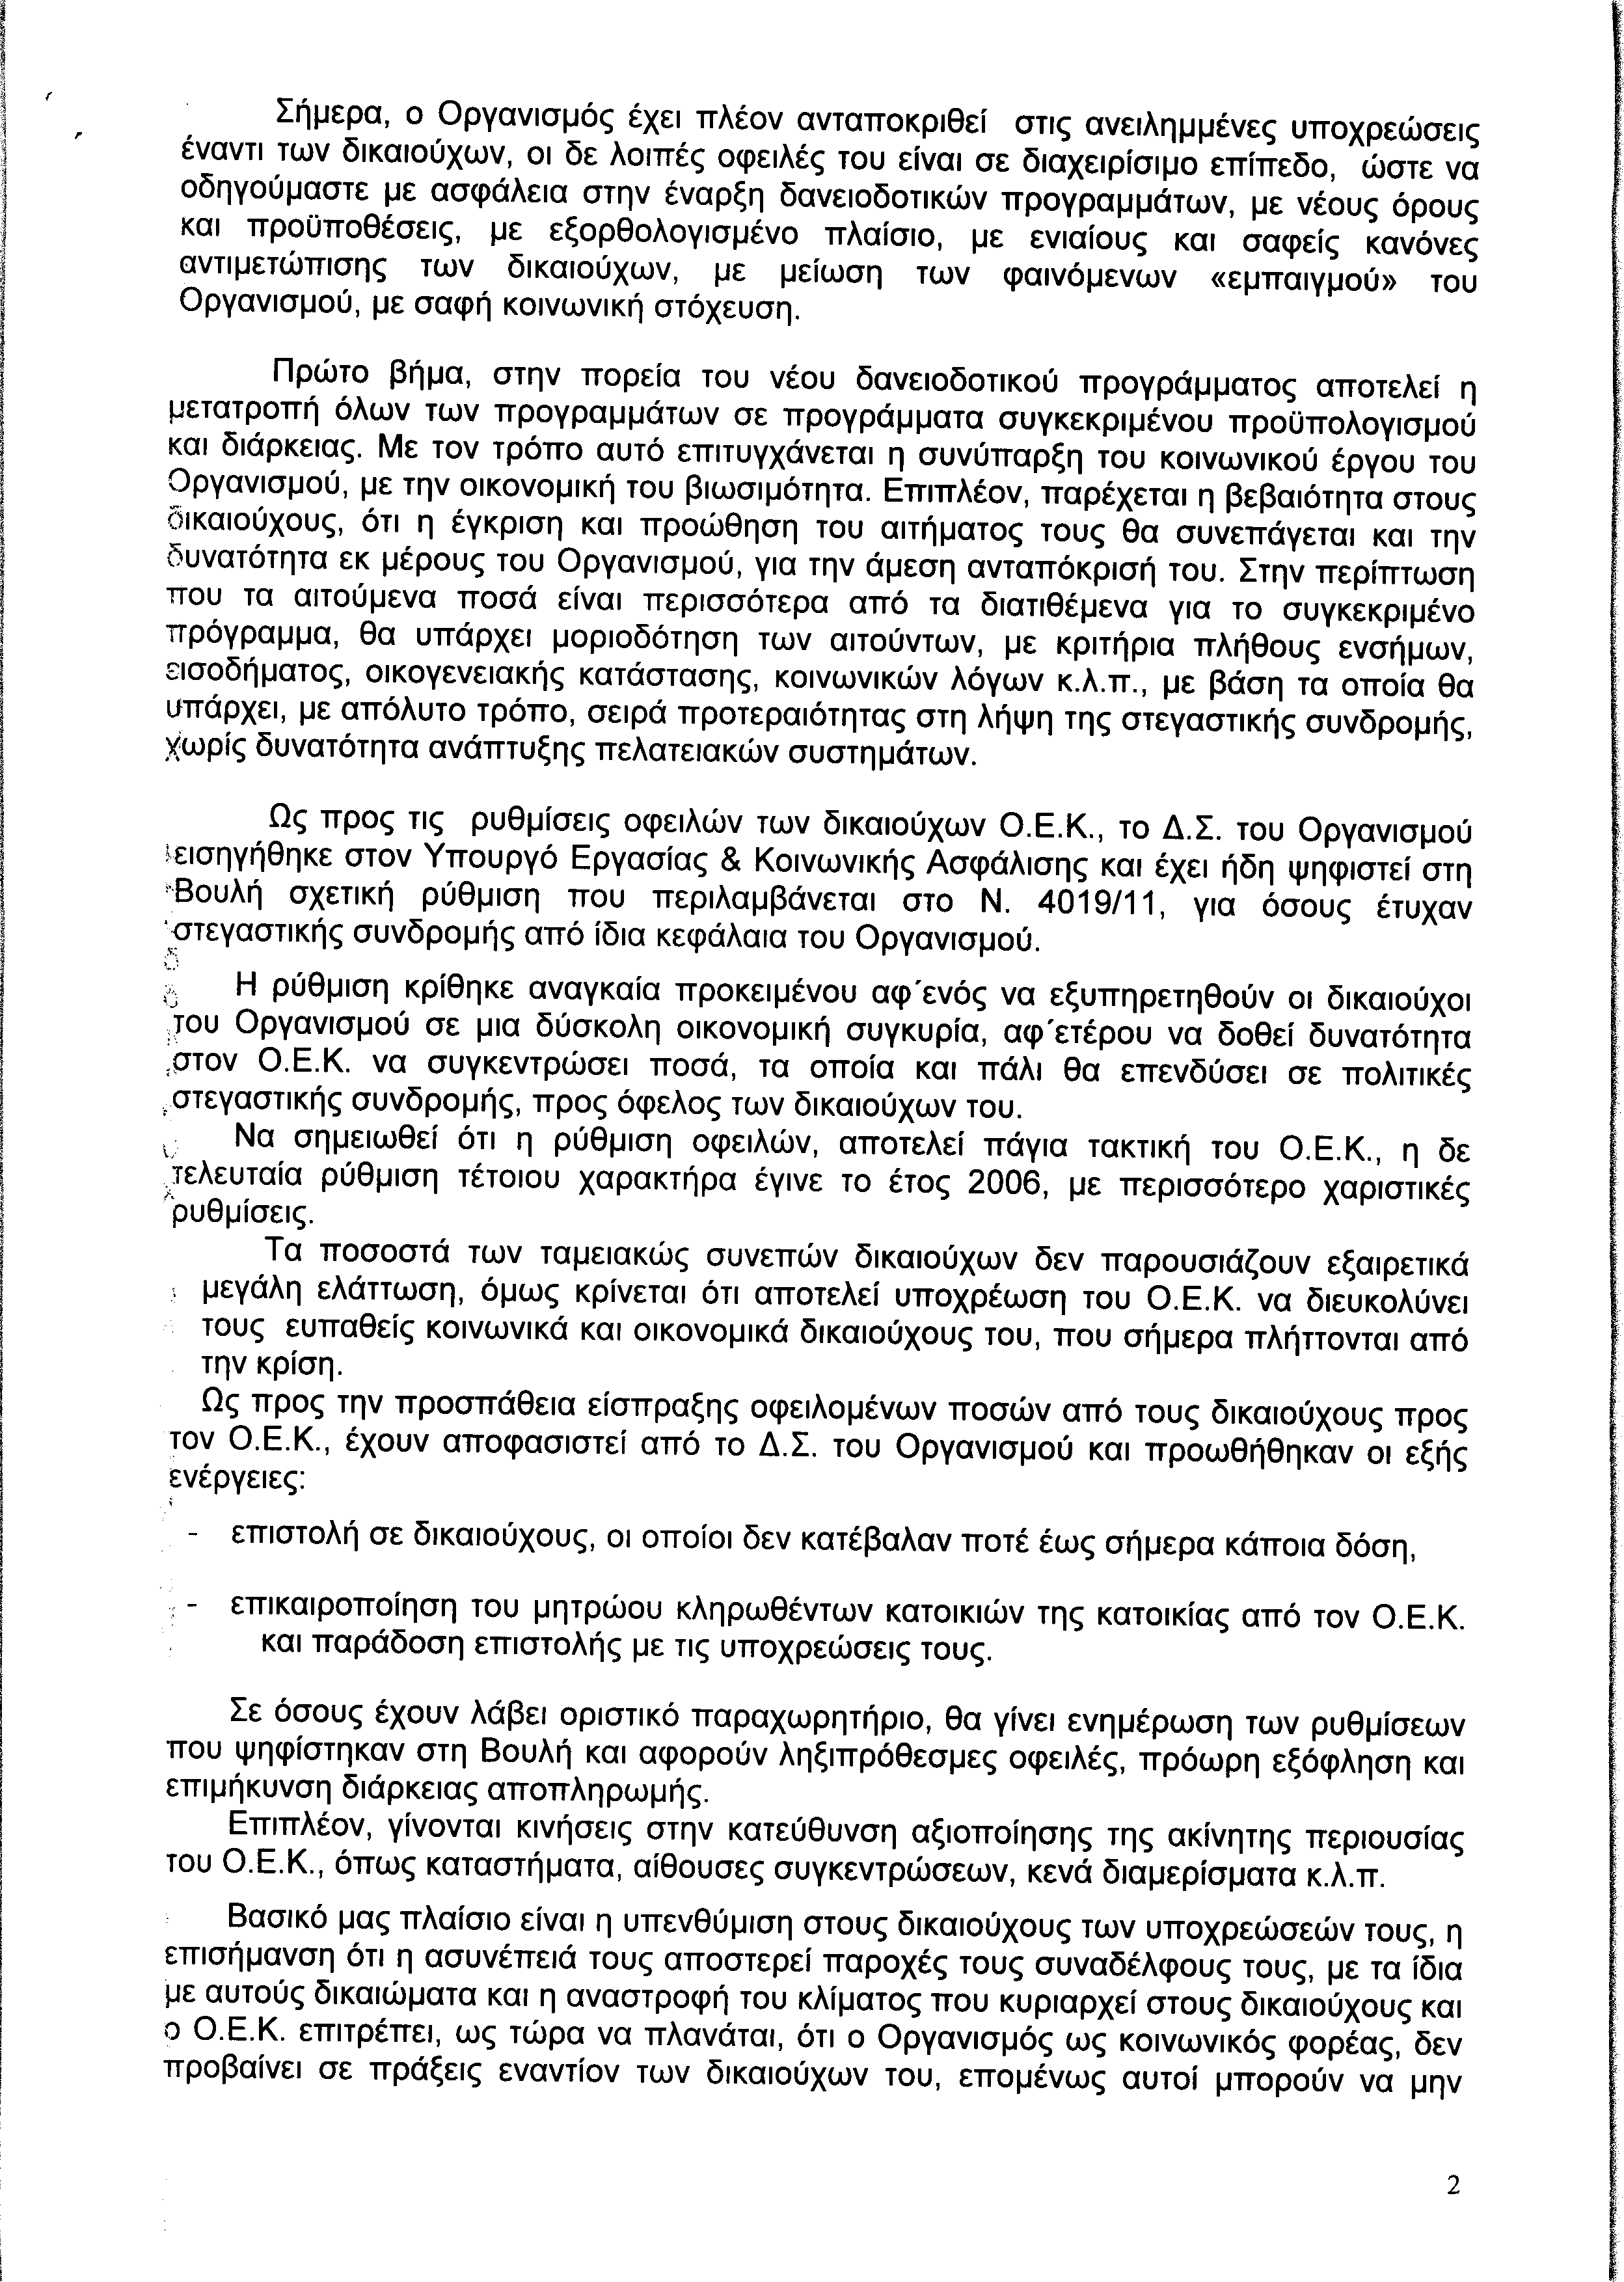 Σήμερα, ο Οργανισμός έχει πλέον ανταποκριθεί στις ανειλημμένες υποχρεώσεις
έναντι των δικαιούχων, οι δε λοιπές οφειλές του είναι σε διαχειρίσιμο επίπεδο, ώστε να
οδηγούμαστε με ασφάλεια στην έναρξη δανειοδοτικών προγραμμάτων, με νέους όρους
και προϋποθέσεις, με εξορθολογισμένο πλαίσιο, με ενιαίους και σαφείς κανόνες
αντιμετώπισης των δικαιούχων, με μείωση των φαινόμενων «εμπαιγμού» του
Οργανισμού, με σαφή κοινωνική στόχευση.
Πρώτο βήμα, στην πορεία του νέου δανειοδοτικού προγράμματος αποτελεί η
μετατροπή όλων των προγραμμάτων σε προγράμματα συγκεκριμένου προϋπολογισμού
και διάρκειας. Με τον τρόπο αυτό επιτυγχάνεται η συνύπαρξη του κοινωνικού έργου του
Οργανισμού, με την οικονομική του βιωσιμότητα. Επιπλέον, παρέχεται η βεβαιότητα στους
δικαιούχους, ότι η έγκριση και προώθηση του αιτήματος τους θα συνεπάγεται και την
δυνατότητα εκ μέρους του Οργανισμού, για την άμεση ανταπόκρισή του. Στην περίπτωση
που τα αιτούμενα ποσά είναι περισσότερα από τα διατιθέμενα για το συγκεκριμένο
πρόγραμμα, θα υπάρχει μοριοδότηση των αιτούντων, με κριτήρια πλήθους ενσήμων,
εισοδήματος, οικογενειακής κατάστασης, κοινωνικών λόγων κ.λ.π., με βάση τα οποία θα
υπάρχει, με απόλυτο τρόπο, σειρά προτεραιότητας στη λήψη της στεγαστικής συνδρομής,
χωρίς δυνατότητα ανάπτυξης πελατειακών συστημάτων.
Ως προς τις ρυθμίσεις οφειλών των δικαιούχων Ο.Ε.Κ., το Δ.Σ. του Οργανισμού
εισηγήθηκε στον Υπουργό Εργασίας & Κοινωνικής Ασφάλισης και έχει ήδη ψηφιστεί στη
Βουλή σχετική ρύθμιση που περιλαμβάνεται στο Ν. 4019/11, για όσους έτυχαν
στεγαστικής συνδρομής από ίδια κεφάλαια του Οργανισμού.
Η ρύθμιση κρίθηκε αναγκαία προκειμένου αφ΄ενός να εξυπηρετηθούν οι δικαιούχοι
του Οργανισμού σε μια δύσκολη οικονομική συγκυρία, αφ΄ετέρου να δοθεί δυνατότητα
στον Ο.Ε.Κ. να συγκεντρώσει ποσά, τα οποία και πάλι θα επενδύσει σε πολιτικές
στεγαστικής συνδρομής, προς όφελος των δικαιούχων του.
Να σημειωθεί ότι η ρύθμιση οφειλών, αποτελεί πάγια τακτική του Ο.Ε.Κ., η δε
τελευταία ρύθμιση τέτοιου χαρακτήρα έγινε το έτος 2006, με περισσότερο χαριστικές
ρυθμίσεις.
Τα ποσοστά των ταμειακώς συνεπών δικαιούχων δεν παρουσιάζουν εξαιρετικά
μεγάλη ελάττωση, όμως κρίνεται ότι αποτελεί υποχρέωση του Ο.Ε.Κ. να διευκολύνει
τους ευπαθείς κοινωνικά και οικονομικά δικαιούχους του, που σήμερα πλήττονται από
την κρίση.
Ως προς την προσπάθεια είσπραξης οφειλομένων ποσών από τους δικαιούχους προς
τον Ο.Ε.Κ., έχουν αποφασιστεί από το Δ.Σ. του Οργανισμού και προωθήθηκαν οι εξής
ενέργειες:
- επιστολή σε δικαιούχους, οι οποίοι δεν κατέβαλαν ποτέ έως σήμερα κάποια δόση,
- επικαιροποίηση του μητρώου κληρωθέντων κατοικιών της κατοικίας από τον Ο.Ε.Κ.
και παράδοση επιστολής με τις υποχρεώσεις τους.
Σε όσους έχουν λάβει οριστικό παραχωρητήριο, θα γίνει ενημέρωση των ρυθμίσεων
που ψηφίστηκαν στη Βουλή και αφορούν ληξιπρόθεσμες οφειλές, πρόωρη εξόφληση και
επιμήκυνση διάρκειας αποπληρωμής.
Επιπλέον, γίνονται κινήσεις στην κατεύθυνση αξιοποίησης της ακίνητης περιουσίας
του Ο.Ε.Κ., όπως καταστήματα, αίθουσες συγκεντρώσεων, κενά διαμερίσματα κ.λ.π.
Βασικό μας πλαίσιο είναι η υπενθύμιση στους δικαιούχους των υποχρεώσεών τους, η
επισήμανση ότι η ασυνέπειά τους αποστερεί παροχές τους συναδέλφους τους, με τα ίδια
με αυτούς δικαιώματα και η αναστροφή του κλίματος που κυριαρχεί στους δικαιούχους και
ο Ο.Ε.Κ. επιτρέπει, ως τώρα να πλανάται, ότι ο Οργανισμός ως κοινωνικός φορέας, δεν
προβαίνει σε πράξεις εναντίον των δικαιούχων του, επομένως αυτοί μπορούν να μην
2